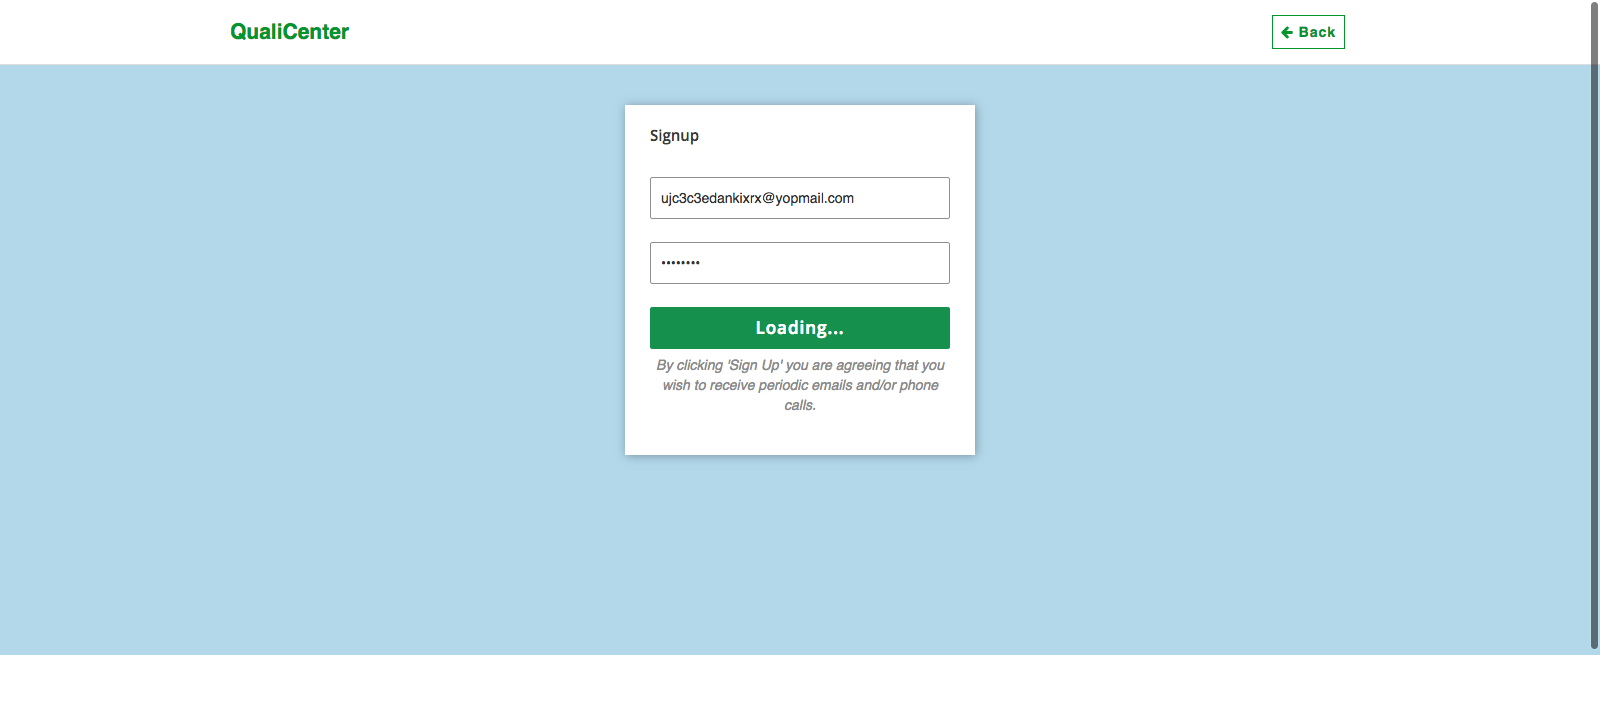 QualiCenter
Back
Signup
ujc3c3edankixrx@yopmail.com
••••••••
Loading...
By clicking 'Sign Up' you are agreeing that you
wish to receive periodic emails and/or phone
calls.